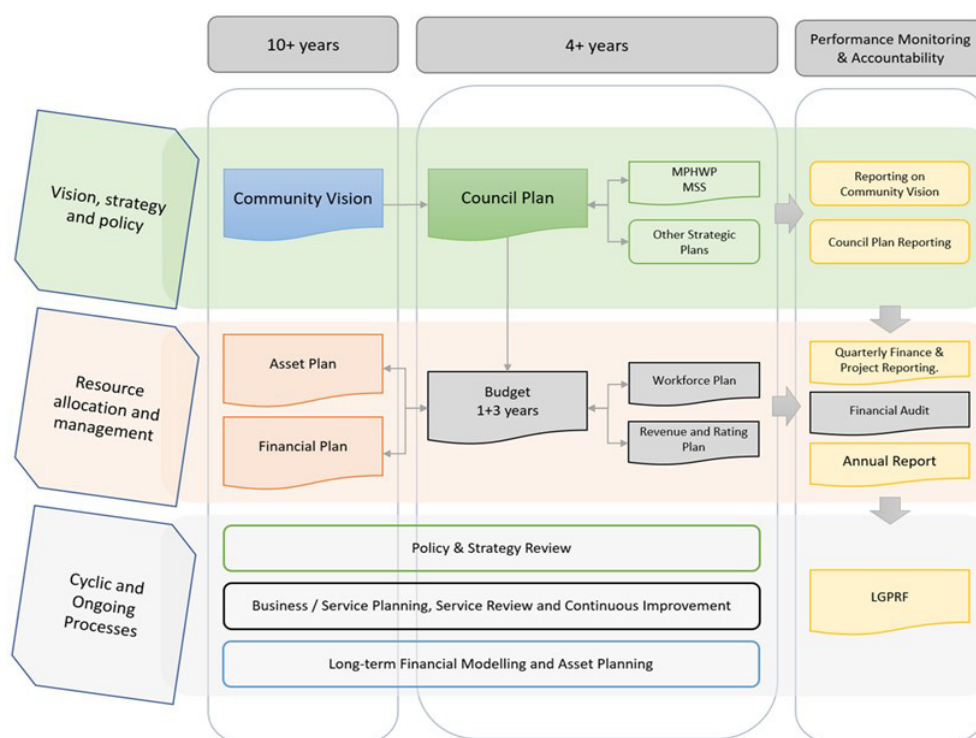 10+ years
4+ years
Performance Monitoring
& Accountability
Vision, strategy
and policy
Community Vision
Council Plan
MPHWP
MSS
Other Strategic
Plans
Reporting on
Community Vision
Council Plan Reporting
Resource
allocation and
management
Asset Plan
Financial Plan
Budget
1+3 years
Workforce Plan
Revenue and Rating
Plan
Quarterly Finance &
Project Reporting.
Financial Audit
Annual Report
Cyclic and
Ongoing
Processes
Policy & Strategy Review
Business / Service Planning, Service Review and Continuous Improvement
Long-term Financial Modelling and Asset Planning
LGPRF